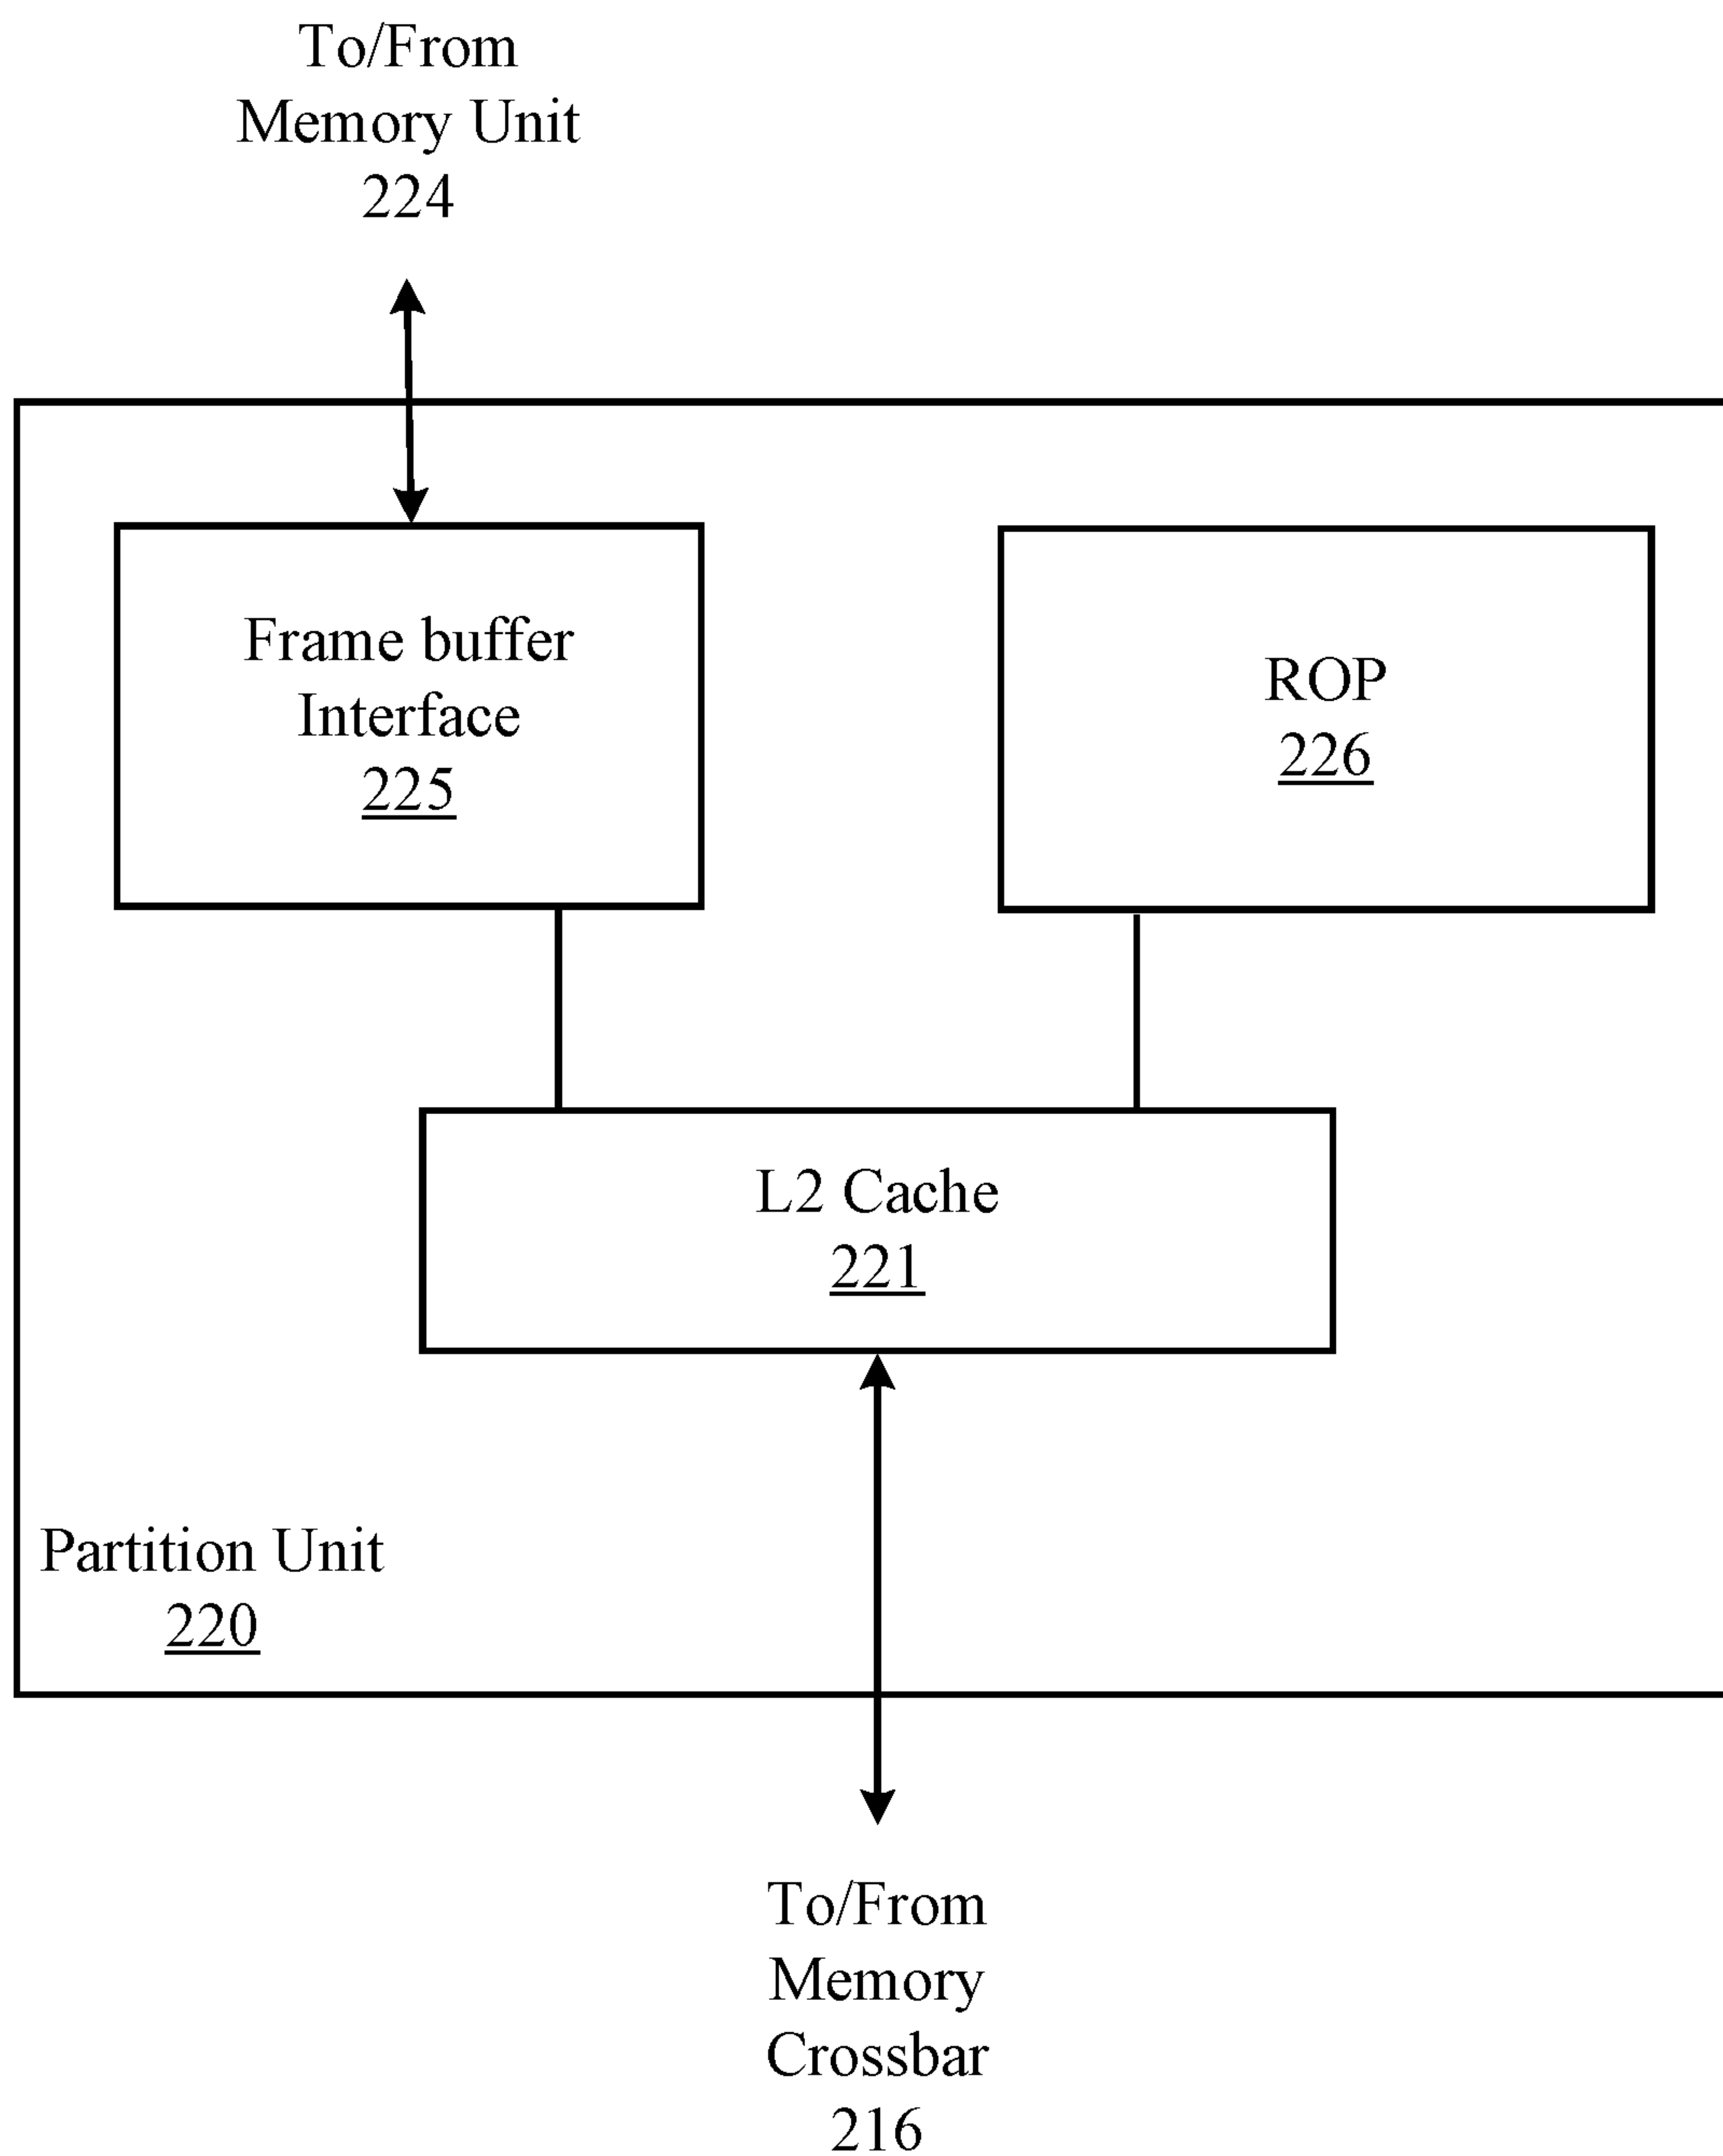 To/From
Memory Unit
224
Frame buffer
Interface
225
ROP
226
L2 Cache
221
Partition Unit
220
To/From
Memory
Crossbar
216